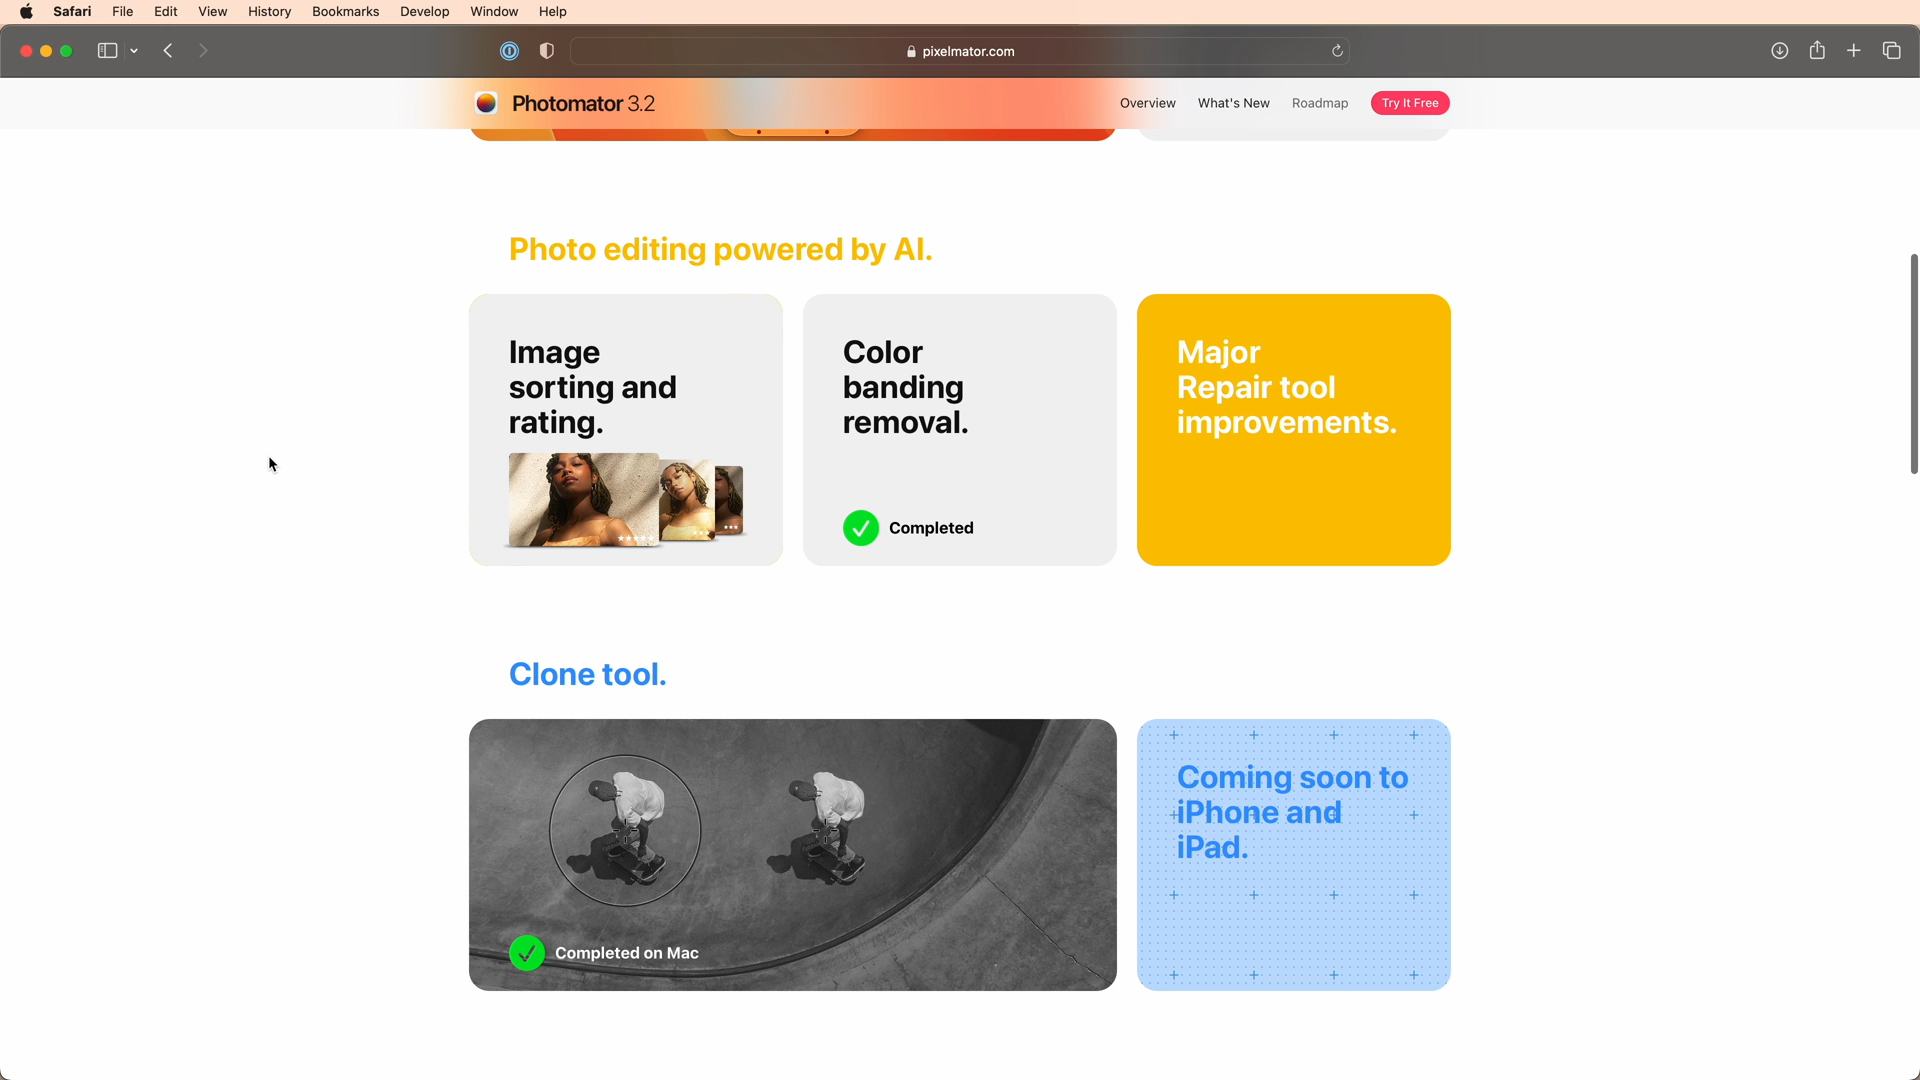 Safari File Edit View History Bookmarks Develop Window Help
pixelmator.com
Photomator 3.2 Overview What's New Roadmap Try It Free
Photo editing powered by AI.
Image
sorting and
rating.
Color
banding
removal.
Completed
Major
Repair tool
improvements.
Clone tool.
Completed on Mac
Coming soon to
iPhone and
iPad.